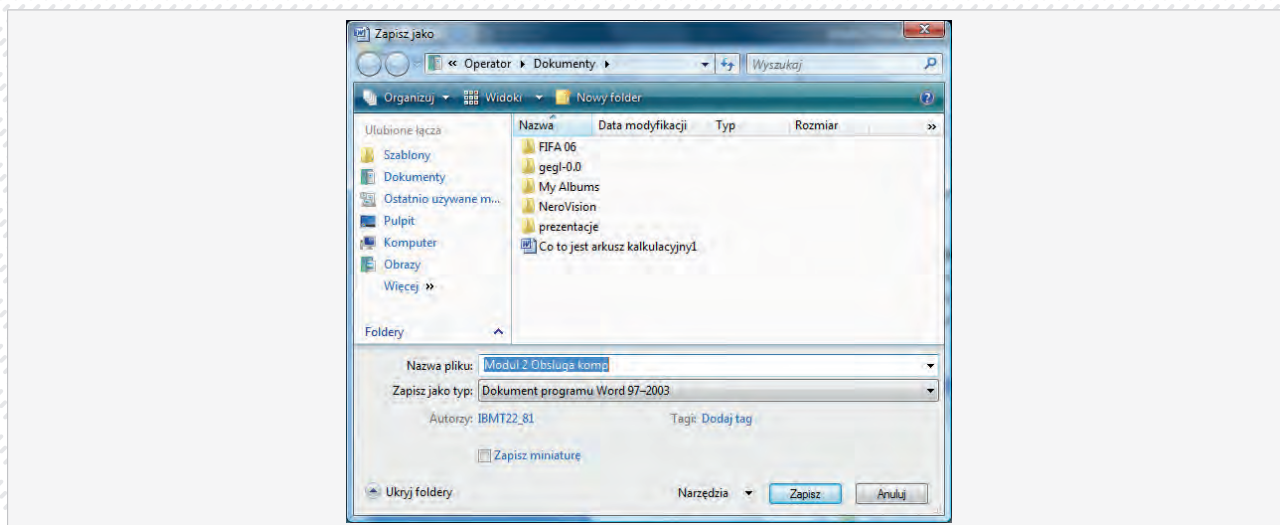 Zapisz jako
« Operator ▸ Dokumenty ▸ Wyszukaj
Organizuj Widoki Nowy folder
Ulubione łącza
Szablony
Dokumenty
Ostatnio używane m...
Pulpit
Komputer
Obrazy
Więcej »
Foldery
Nazwa Data modyfikacji Typ Rozmiar »
FIFA 06
gegl-0.0
My Albums
NeroVision
prezentacje
Co to jest arkusz kalkulacyjny1
Nazwa pliku: Modul 2 Obsluga komp
Zapisz jako typ: Dokument programu Word 97–2003
Autorzy: IBMT22_81 Tagi: Dodaj tag
Zapisz miniaturę
Ukryj foldery Narzędzia Zapisz Anuluj